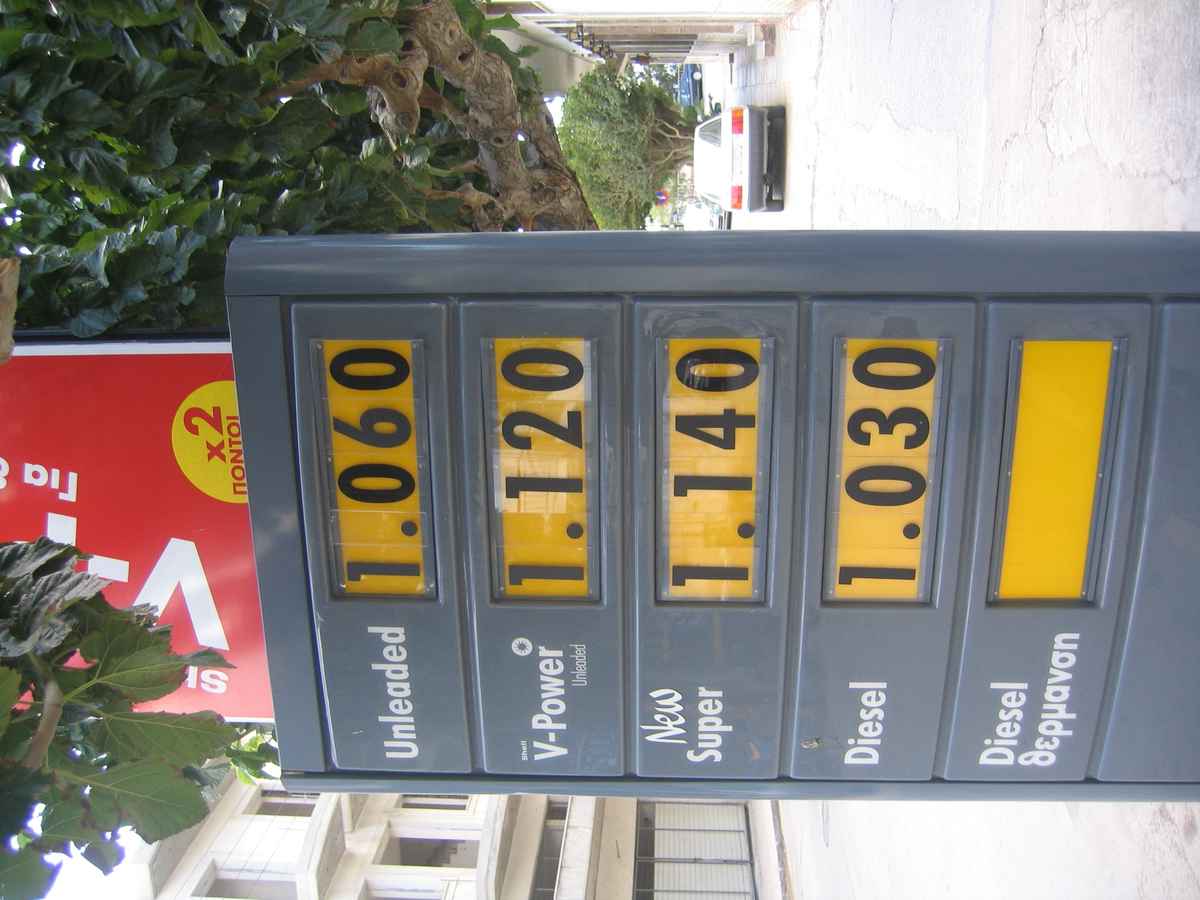 Unleaded
1.060
Shell
V-Power
Unleaded
1.120
New
Super
1.140
Diesel
1.030
Diesel
θερμανση
x2
ΠΟΝΤΟΙ
Για
V